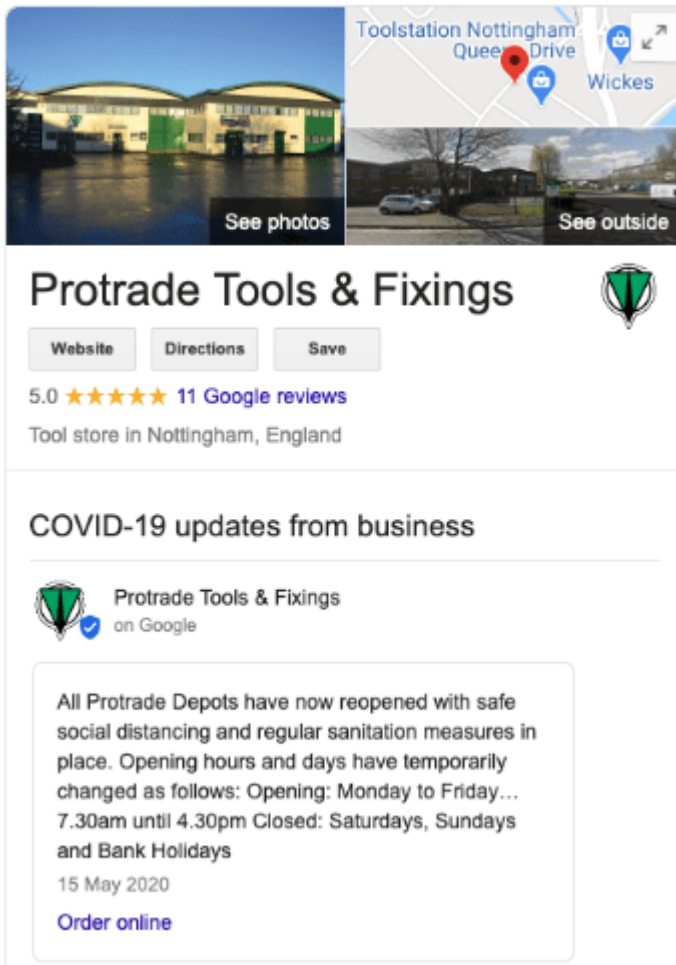 Toolstation Nottingham
Queens Drive
Wickes
See photos
See outside
Protrade Tools & Fixings
Website
Directions
Save
5.0 ★★★★★ 11 Google reviews
Tool store in Nottingham, England
COVID-19 updates from business
Protrade Tools & Fixings
on Google
All Protrade Depots have now reopened with safe
social distancing and regular sanitation measures in
place. Opening hours and days have temporarily
changed as follows: Opening: Monday to Friday...
7.30am until 4.30pm Closed: Saturdays, Sundays
and Bank Holidays
15 May 2020
Order online